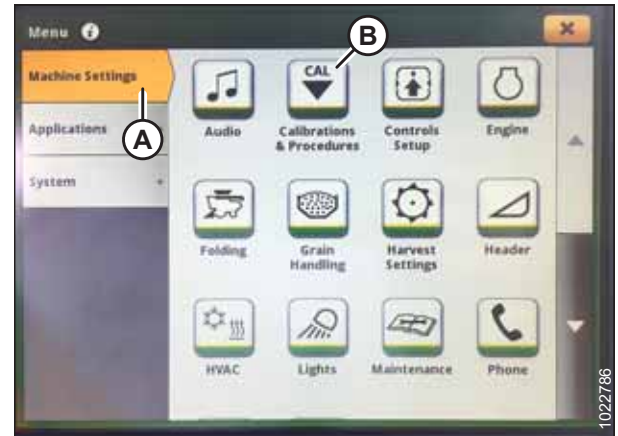 Menu i
Machine Settings
Applications
System
A
B
CAL
Audio
Calibrations
& Procedures
Controls
Setup
Engine
Folding
Grain
Handling
Harvest
Settings
Header
HVAC
Lights
Maintenance
Phone
1022786